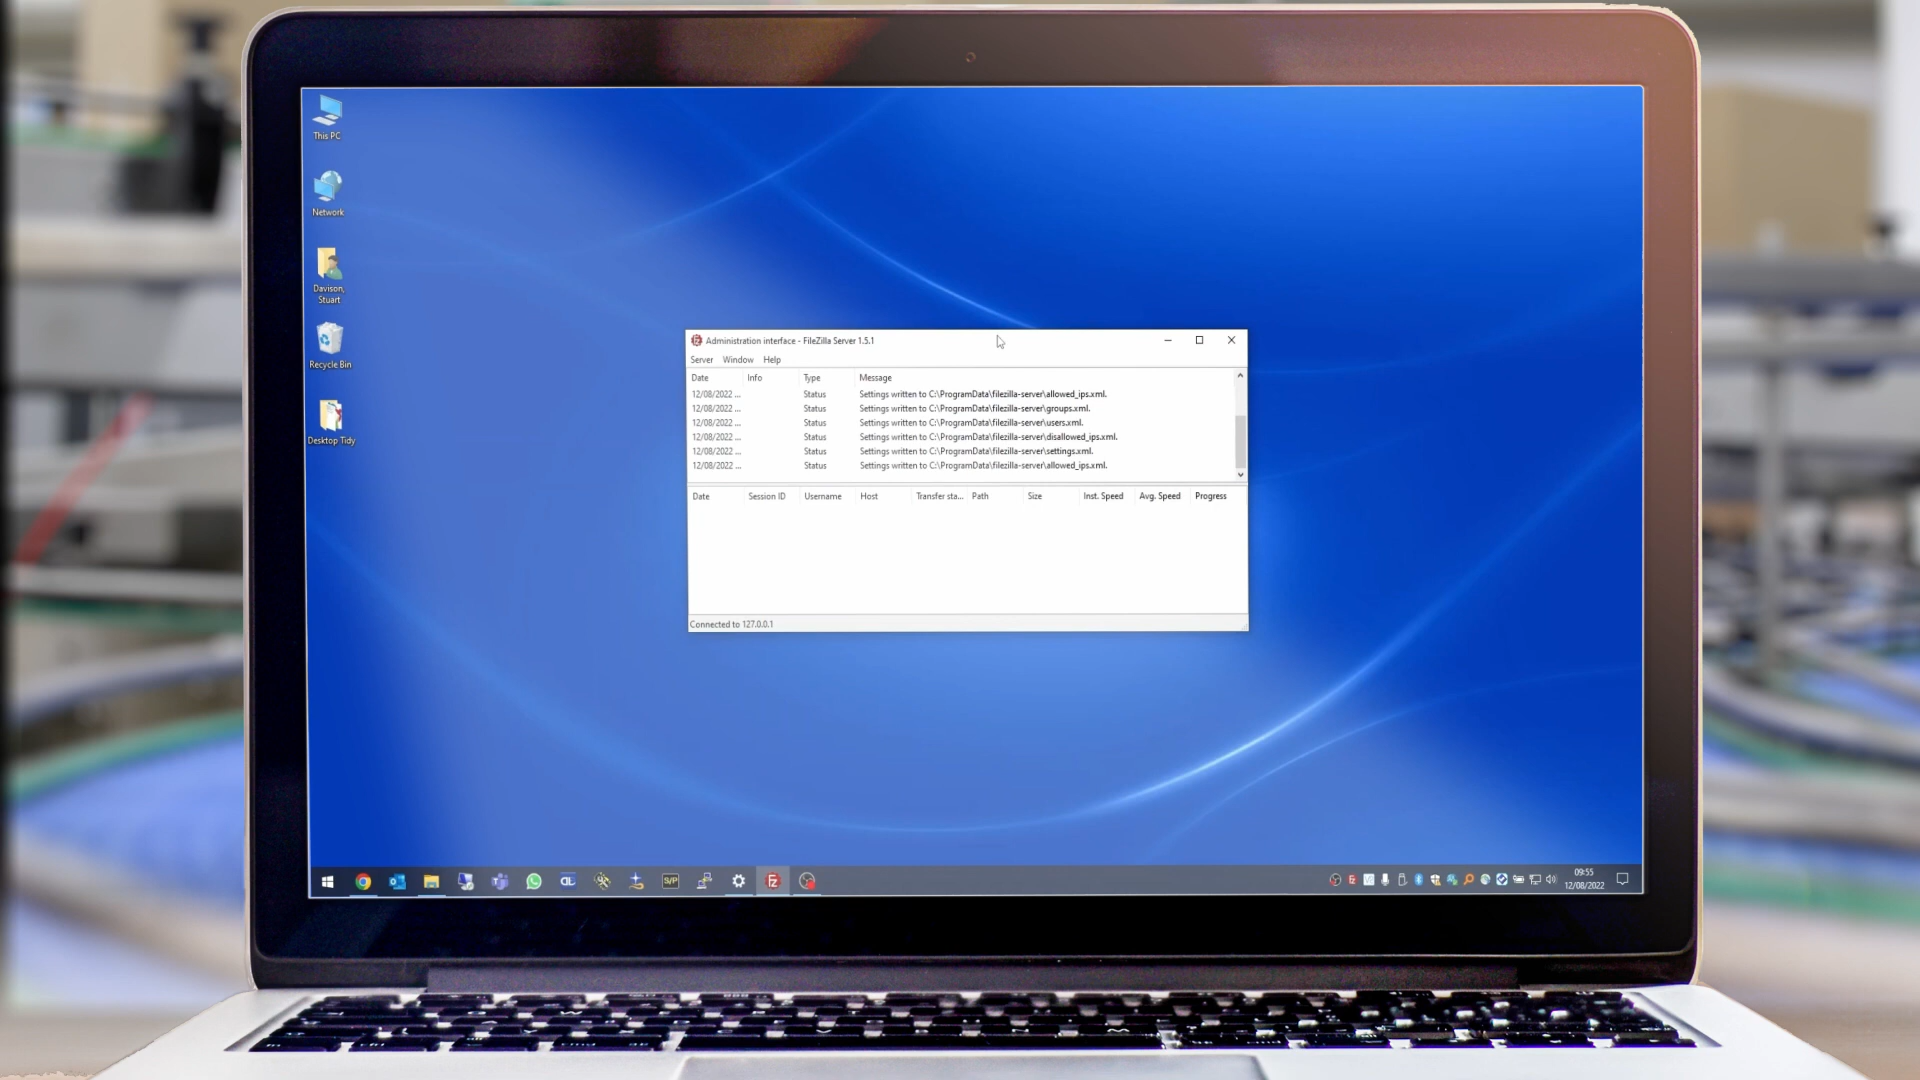 This PC
Network
Davison,
Stuart
Recycle Bin
Desktop Tidy
Administration interface - FileZilla Server 1.5.1
Server Window Help
Date Info Type Message
12/08/2022 ... Status Settings written to C:\ProgramData\filezilla-server\allowed_ips.xml.
12/08/2022 ... Status Settings written to C:\ProgramData\filezilla-server\groups.xml.
12/08/2022 ... Status Settings written to C:\ProgramData\filezilla-server\users.xml.
12/08/2022 ... Status Settings written to C:\ProgramData\filezilla-server\disallowed_ips.xml.
12/08/2022 ... Status Settings written to C:\ProgramData\filezilla-server\settings.xml.
12/08/2022 ... Status Settings written to C:\ProgramData\filezilla-server\allowed_ips.xml.
Date Session ID Username Host Transfer sta... Path Size Inst. Speed Avg. Speed Progress
Connected to 127.0.0.1
S/P
Fz
09:55
12/08/2022